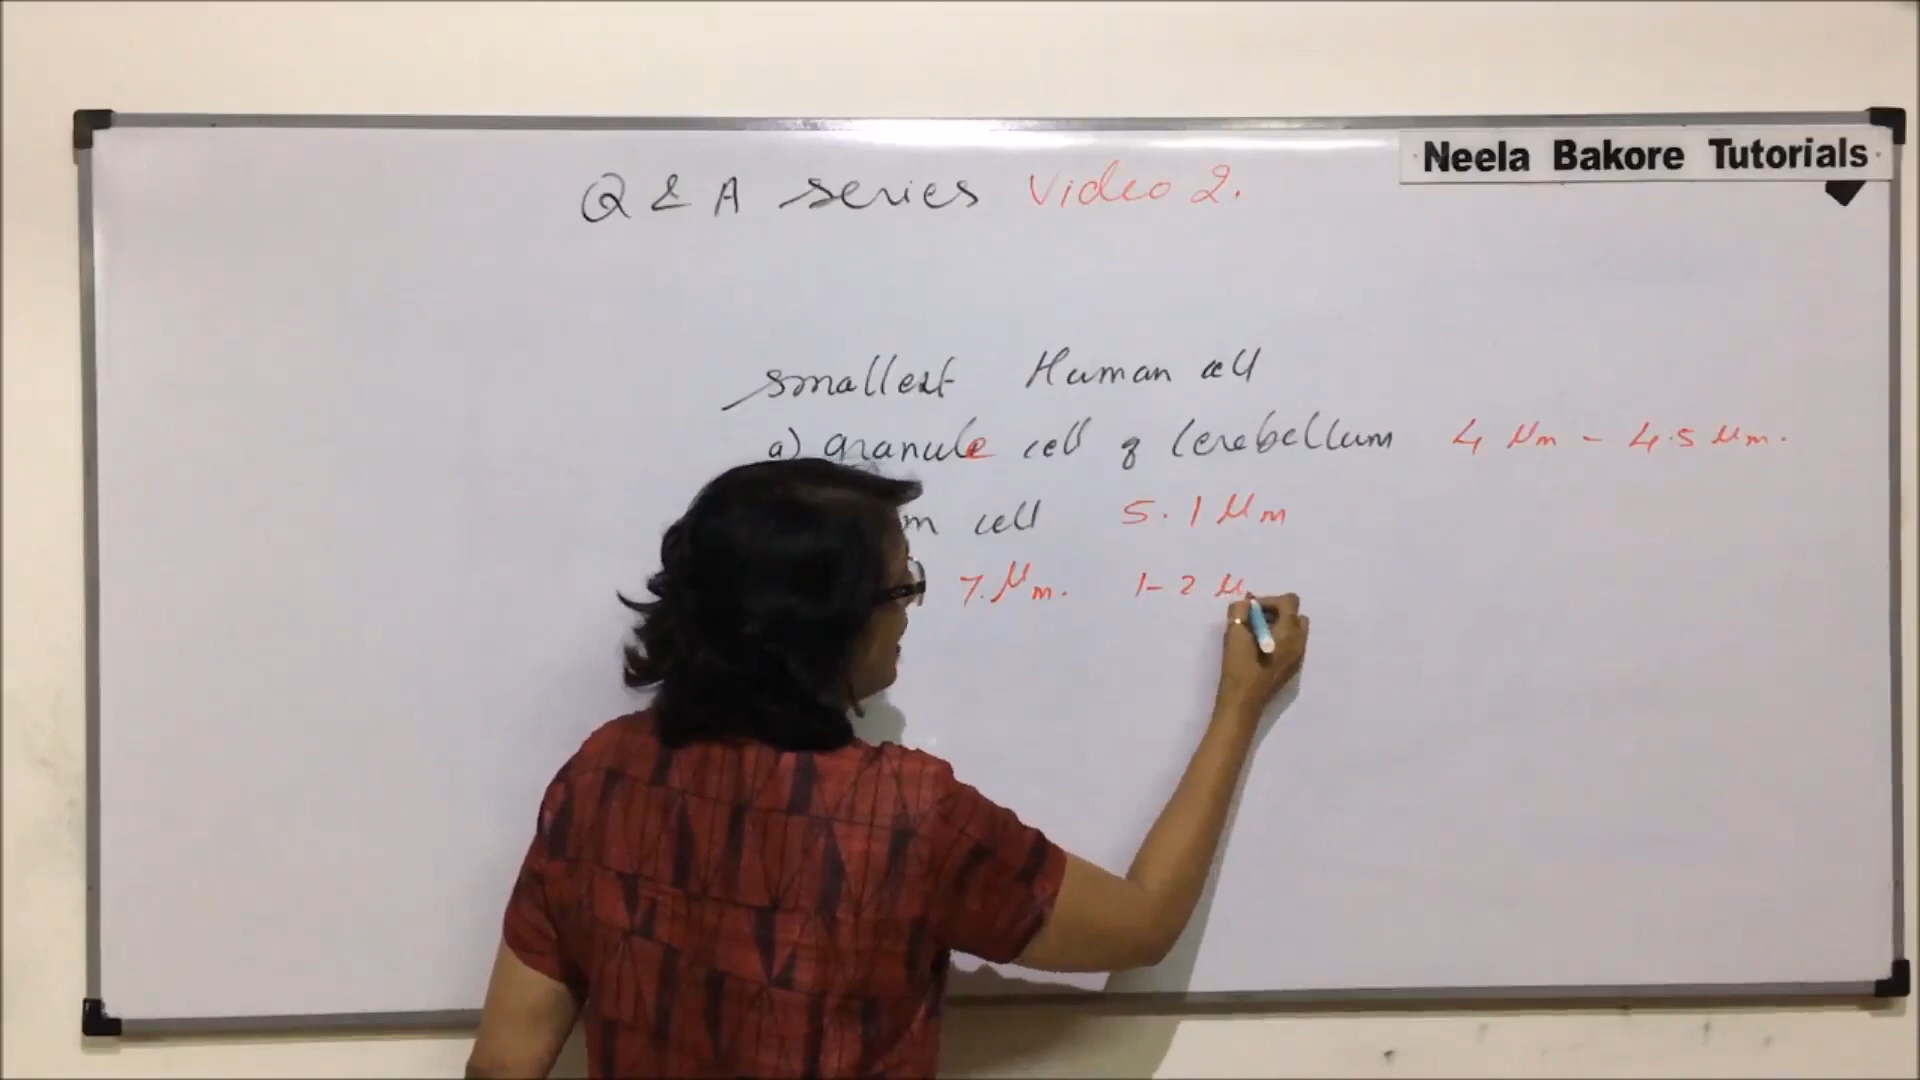 Neela Bakore Tutorials
Q & A series Video 2.
smallest Human cell
a) granule cell of Cerebellum 4 μm - 4.5 μm.
cell 5.1 μm
7. μm. 1-2 μ